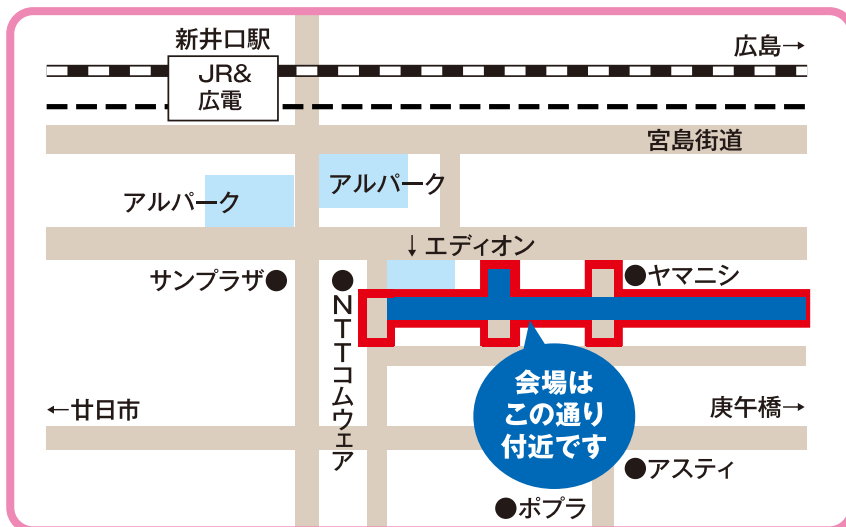 新井口駅
JR&
広電
広島→
宮島街道
アルパーク
アルパーク
↓エディオン
サンプラザ●
●NTTコムウェア
●ヤマニシ
会場は
この通り
付近です
←廿日市
庚午橋→
●アスティ
●ポプラ